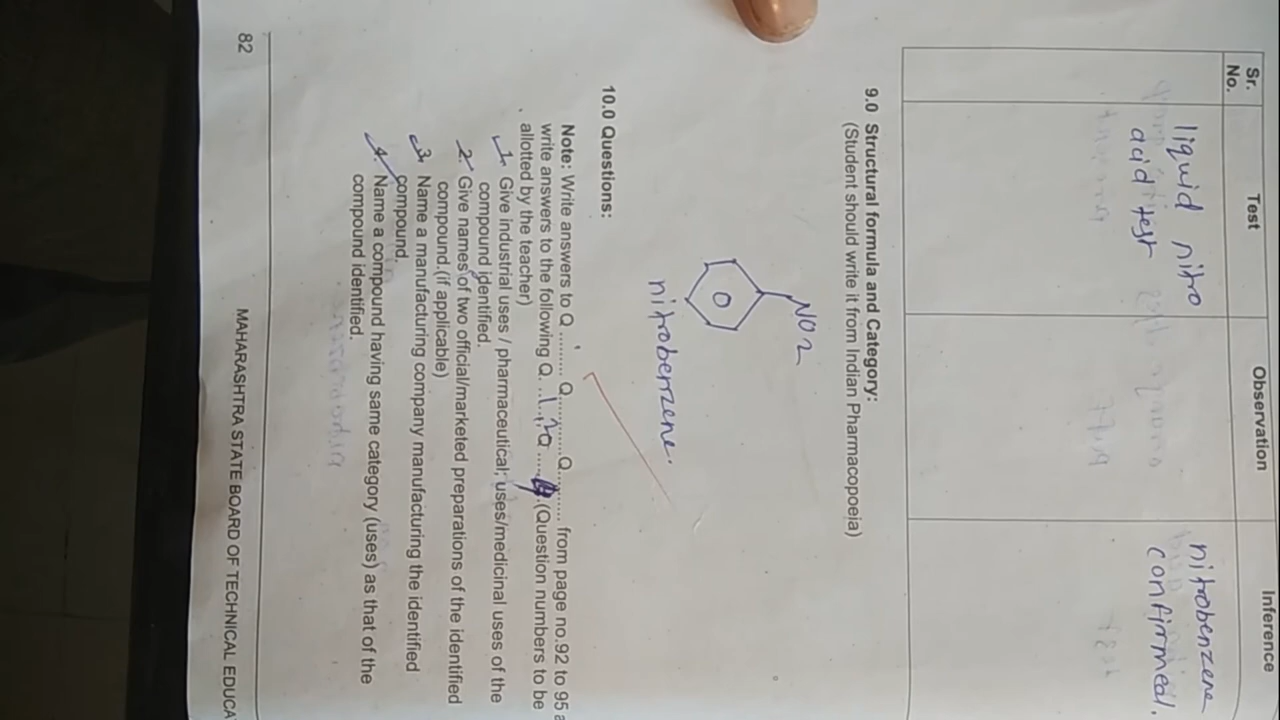 Sr. No.
Test
Observation
Inference
liquid nitro
acid test
nitrobenzene
confirmed.
9.0 Structural formula and Category:
(Student should write it from Indian Pharmacopoeia)
NO2
nitrobenzene.
10.0 Questions:
Note: Write answers to Q .......... Q.............Q........... from page no.92 to 95
write answers to the following Q. (Question numbers to be
allotted by the teacher)
1. Give industrial uses / pharmaceutical; uses/medicinal uses of the
compound identified.
2. Give names of two official/marketed preparations of the identified
compound.(if applicable)
3. Name a manufacturing company manufacturing the identified
compound.
4. Name a compound having same category (uses) as that of the
compound identified.
82
MAHARASHTRA STATE BOARD OF TECHNICAL EDUCA